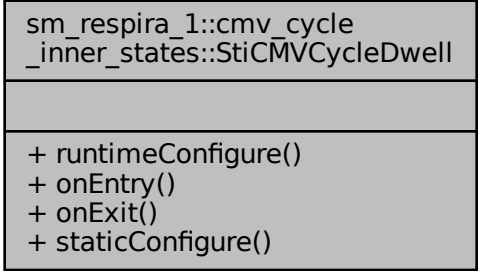 sm_respira_1::cmv_cycle
_inner_states::StiCMVCycleDwell
+ runtimeConfigure()
+ onEntry()
+ onExit()
+ staticConfigure()